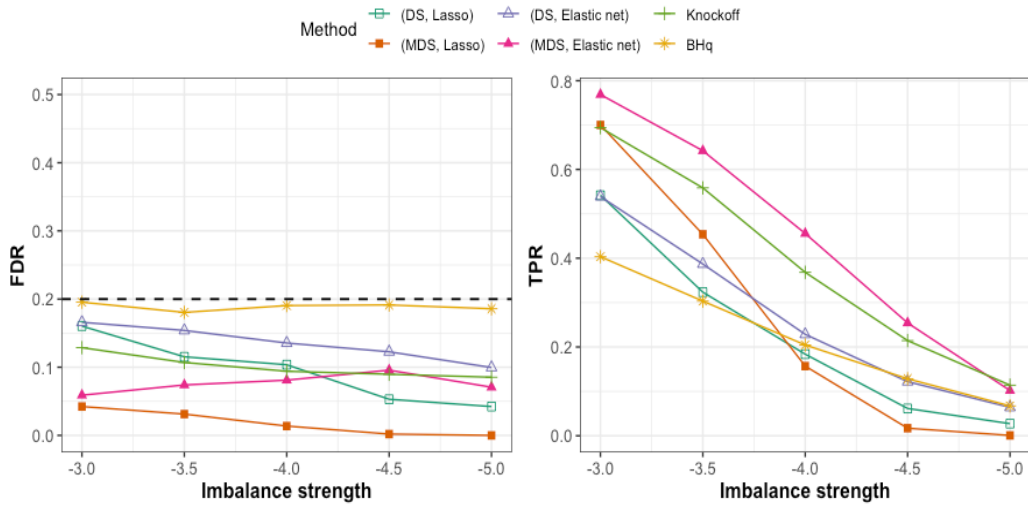 Method
(DS, Lasso) (DS, Elastic net) Knockoff
(MDS, Lasso) (MDS, Elastic net) BHq
FDR
0.5
0.4
0.3
0.2
0.1
0.0
-3.0 -3.5 -4.0 -4.5 -5.0
Imbalance strength
TPR
0.8
0.6
0.4
0.2
0.0
-3.0 -3.5 -4.0 -4.5 -5.0
Imbalance strength